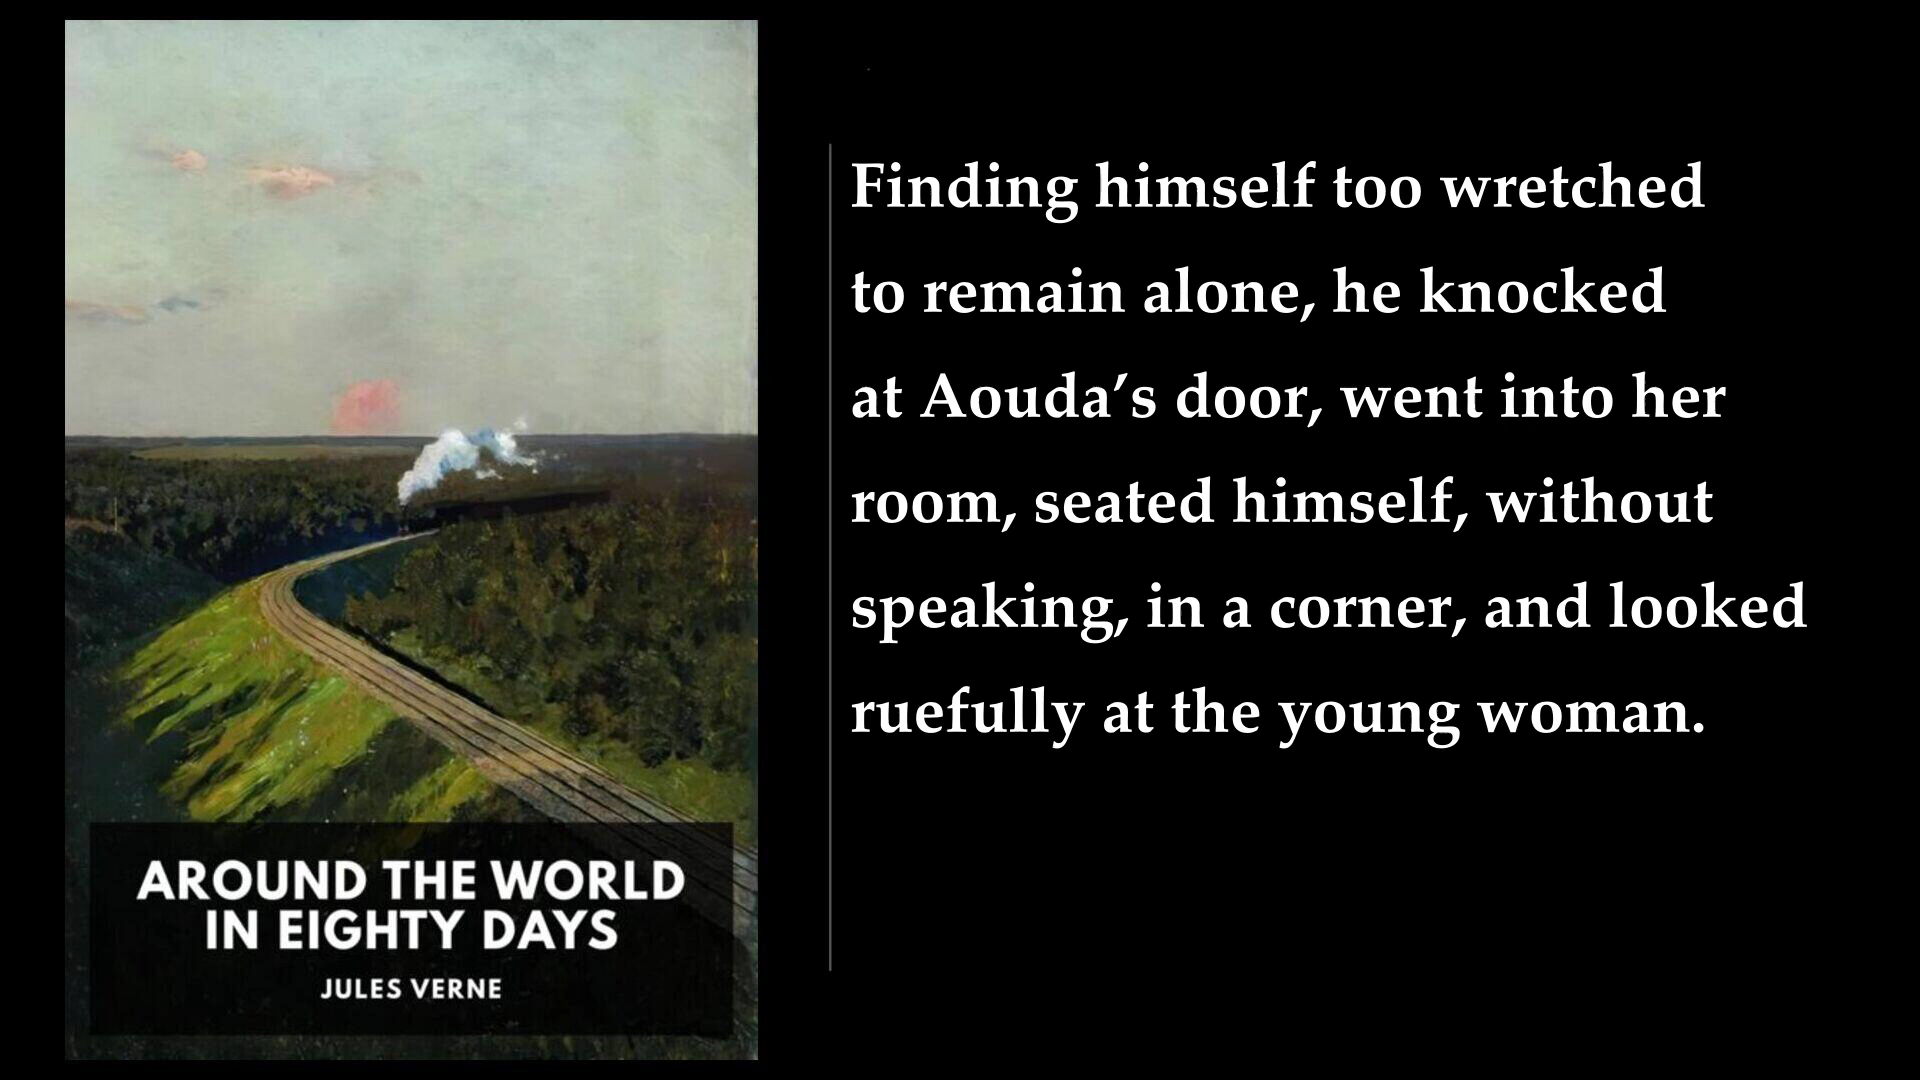 Finding himself too wretched
to remain alone, he knocked
at Aouda’s door, went into her
room, seated himself, without
speaking, in a corner, and looked
ruefully at the young woman.
AROUND THE WORLD
IN EIGHTY DAYS
JULES VERNE